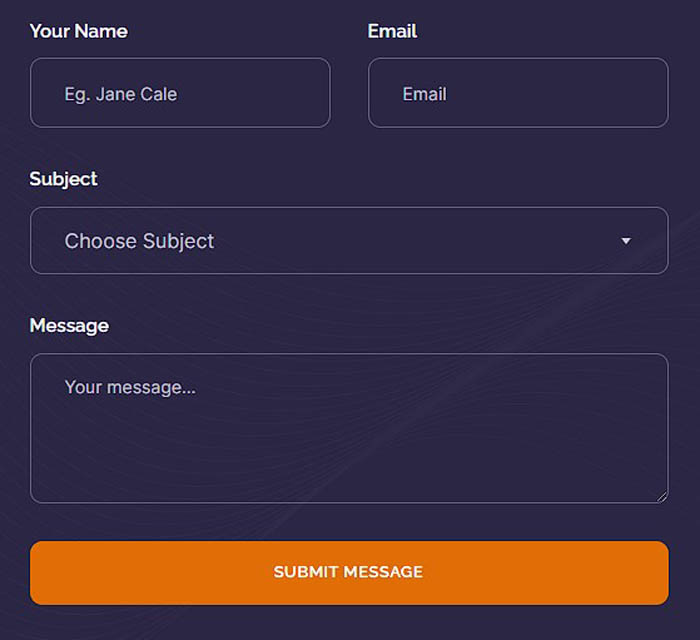 Your Name
Email
Eg. Jane Cale
Email
Subject
Choose Subject
Message
Your message...
SUBMIT MESSAGE